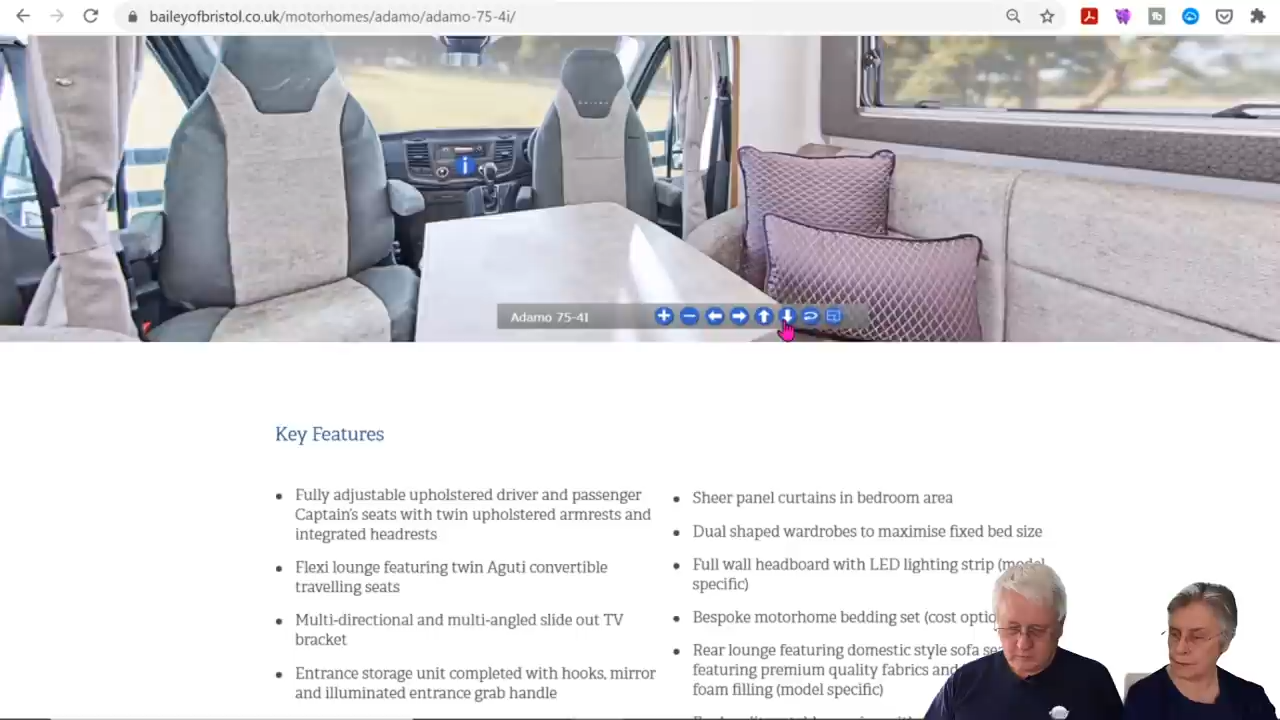 baileyofbristol.co.uk/motorhomes/adamo/adamo-75-4i/
Adamo 75-4I
Key Features
Fully adjustable upholstered driver and passenger
Captain's seats with twin upholstered armrests and
integrated headrests
Flexi lounge featuring twin Aguti convertible
travelling seats
Multi-directional and multi-angled slide out TV
bracket
Entrance storage unit completed with hooks, mirror
and illuminated entrance grab handle
Sheer panel curtains in bedroom area
Dual shaped wardrobes to maximise fixed bed size
Full wall headboard with LED lighting strip (model
specific)
Bespoke motorhome bedding set (cost optio
Rear lounge featuring domestic style sofa se
featuring premium quality fabrics and
foam filling (model specific)